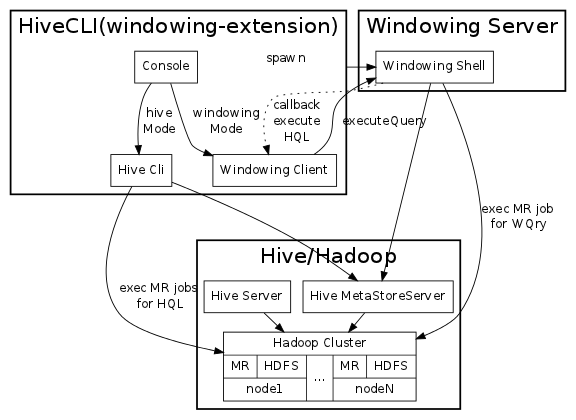 HiveCLI(windowing-extension)
Windowing Server
spawn
Console
Windowing Shell
hive
Mode
windowing
Mode
callback
execute
HQL
executeQuery
Hive Cli
Windowing Client
exec MR job
for WQry
Hive/Hadoop
exec MR jobs
for HQL
Hive Server
Hive MetaStoreServer
Hadoop Cluster
MR
HDFS
...
MR
HDFS
node1
nodeN